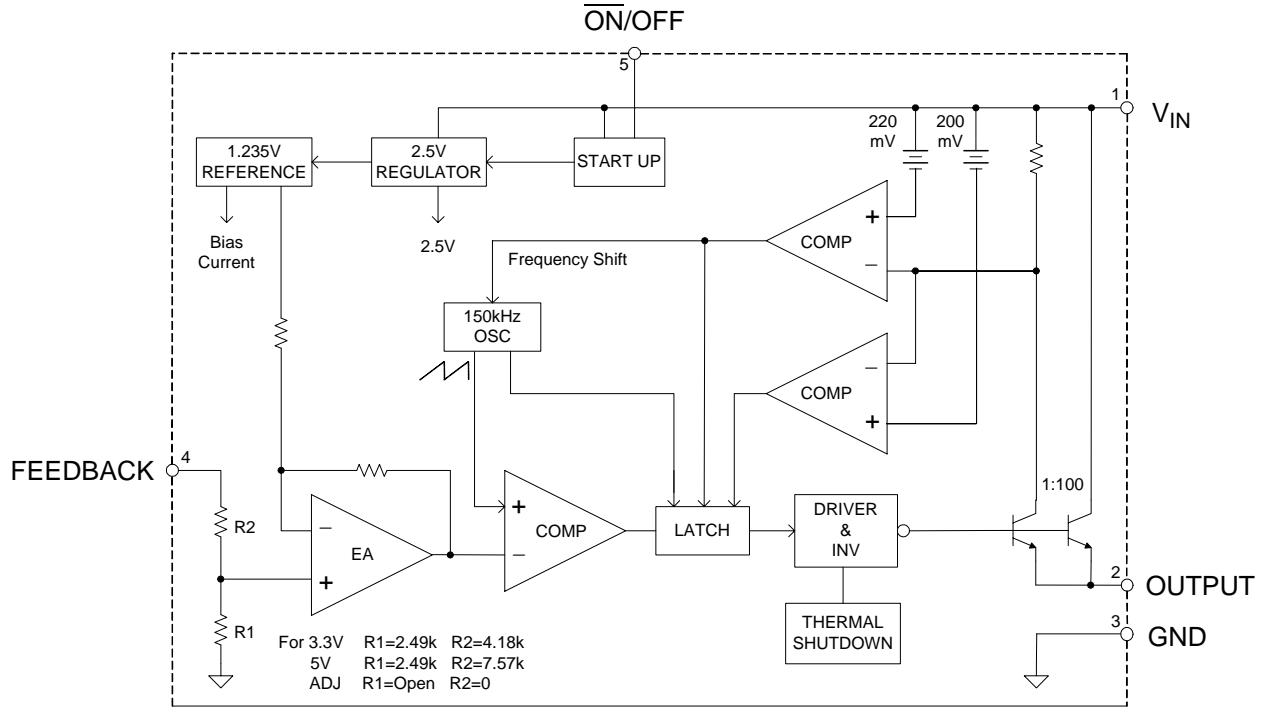 ON/OFF
5
1
VIN
220
mV
200
mV
1.235V
REFERENCE
2.5V
REGULATOR
START UP
Bias
Current
2.5V
+
COMP
−
Frequency Shift
150kHz
OSC
−
COMP
+
FEEDBACK
4
1:100
R2
−
EA
+
+
COMP
−
LATCH
DRIVER
&
INV
2
OUTPUT
R1
THERMAL
SHUTDOWN
3
GND
For 3.3V R1=2.49k R2=4.18k
5V R1=2.49k R2=7.57k
ADJ R1=Open R2=0